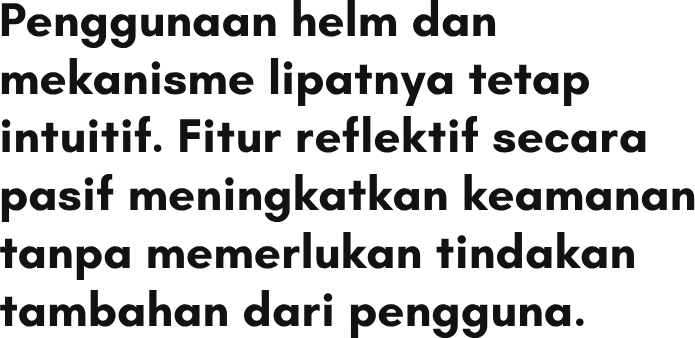 Penggunaan helm dan
mekanisme lipatnya tetap
intuitif. Fitur reflektif secara
pasif meningkatkan keamanan
tanpa memerlukan tindakan
tambahan dari pengguna.